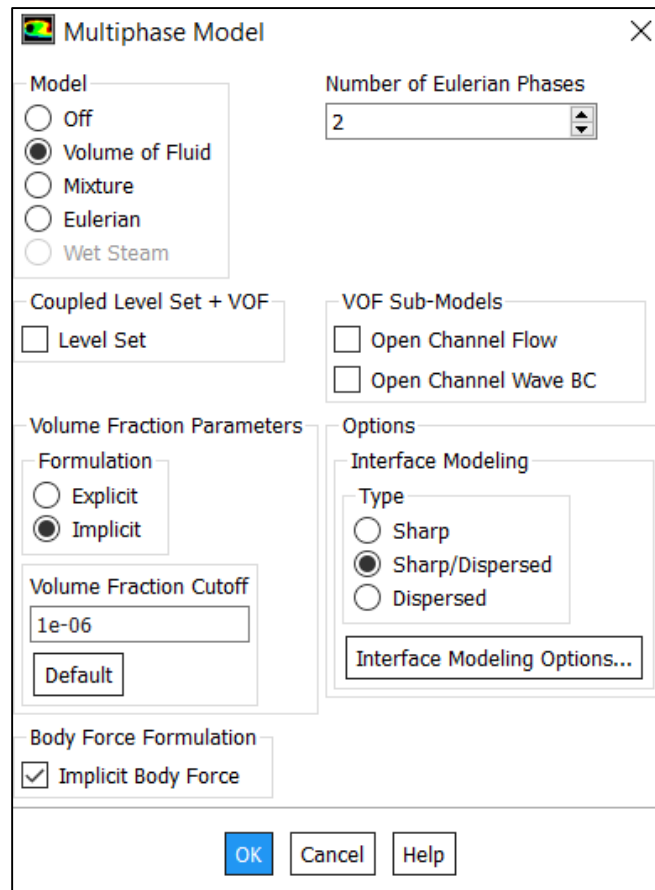 Multiphase Model
Model
Off
Volume of Fluid
Mixture
Eulerian
Wet Steam
Number of Eulerian Phases
2
Coupled Level Set + VOF
Level Set
VOF Sub-Models
Open Channel Flow
Open Channel Wave BC
Volume Fraction Parameters
Formulation
Explicit
Implicit
Volume Fraction Cutoff
1e-06
Default
Options
Interface Modeling
Type
Sharp
Sharp/Dispersed
Dispersed
Interface Modeling Options...
Body Force Formulation
Implicit Body Force
OK
Cancel
Help